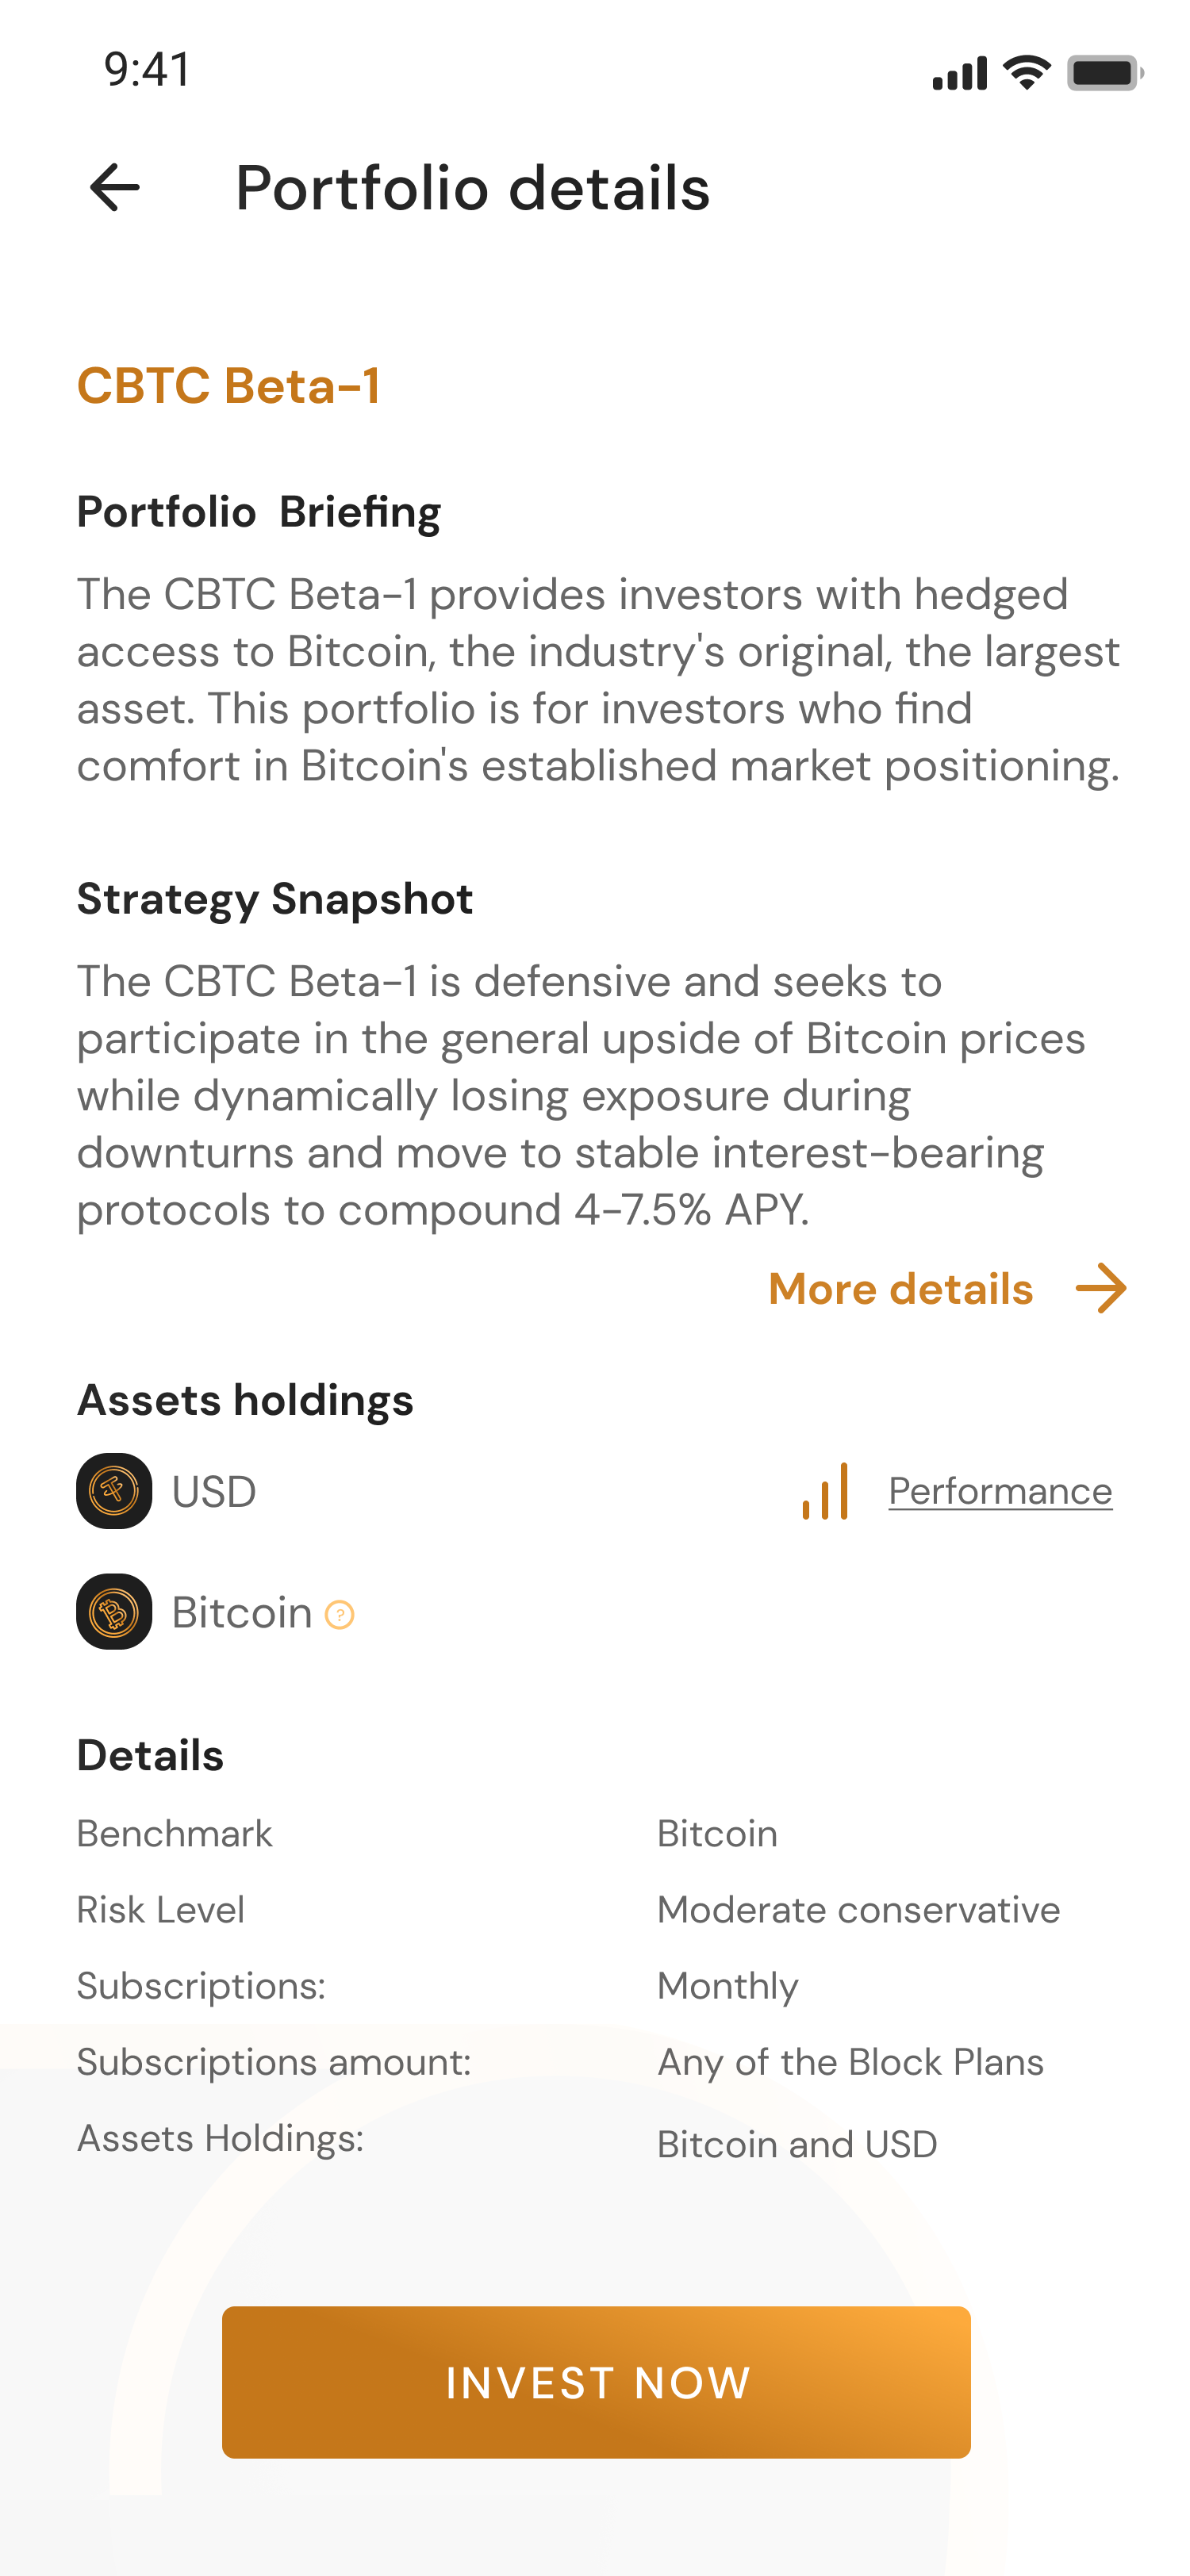 9:41
Portfolio details
CBTC Beta-1
Portfolio  Briefing
The CBTC Beta-1 provides investors with hedged
access to Bitcoin, the industry's original, the largest
asset. This portfolio is for investors who find
comfort in Bitcoin's established market positioning.
Strategy Snapshot
The CBTC Beta-1 is defensive and seeks to
participate in the general upside of Bitcoin prices
while dynamically losing exposure during
downturns and move to stable interest-bearing
protocols to compound 4-7.5% APY.
More details
Assets holdings
USD
Performance
Bitcoin ?
Details
Benchmark Bitcoin
Risk Level Moderate conservative
Subscriptions: Monthly
Subscriptions amount: Any of the Block Plans
Assets Holdings: Bitcoin and USD
INVEST NOW